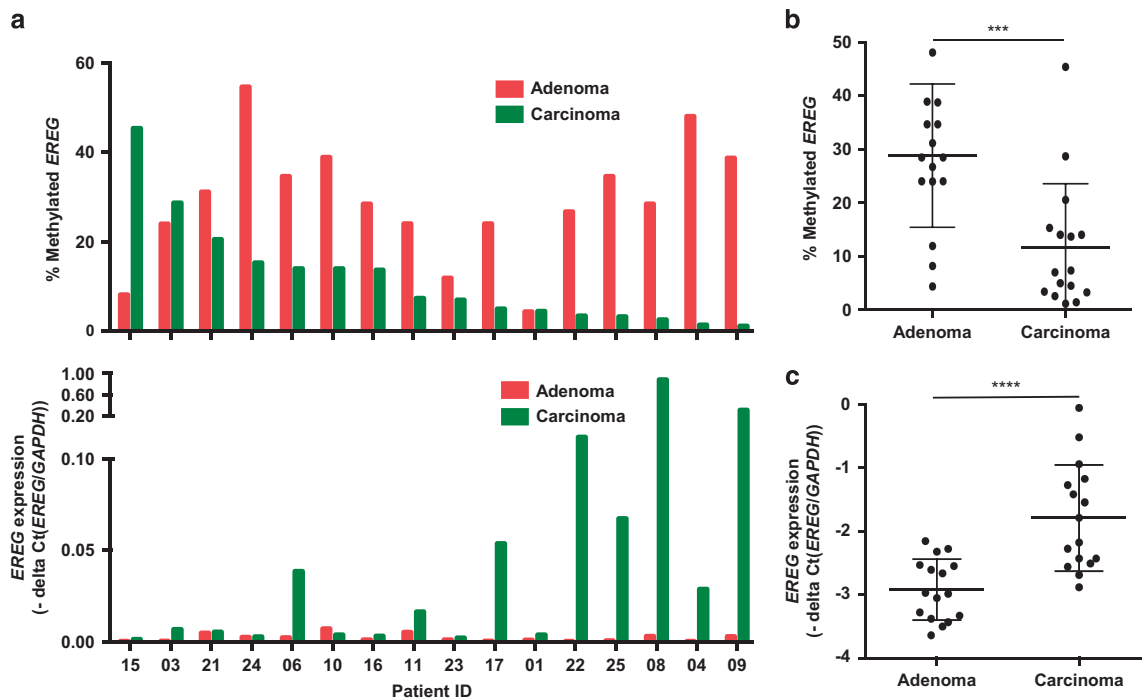 a
% Methylated EREG
60
40
20
0
Adenoma
Carcinoma
EREG expression
(- delta Ct(EREG/GAPDH))
1.00
0.60
0.20
0.10
0.05
0.00
Adenoma
Carcinoma
15 03 21 24 06 10 16 11 23 17 01 22 25 08 04 09
Patient ID
b
***
% Methylated EREG
50
40
30
20
10
0
Adenoma Carcinoma
c
****
EREG expression
(- delta Ct(EREG/GAPDH))
0
-1
-2
-3
-4
Adenoma Carcinoma